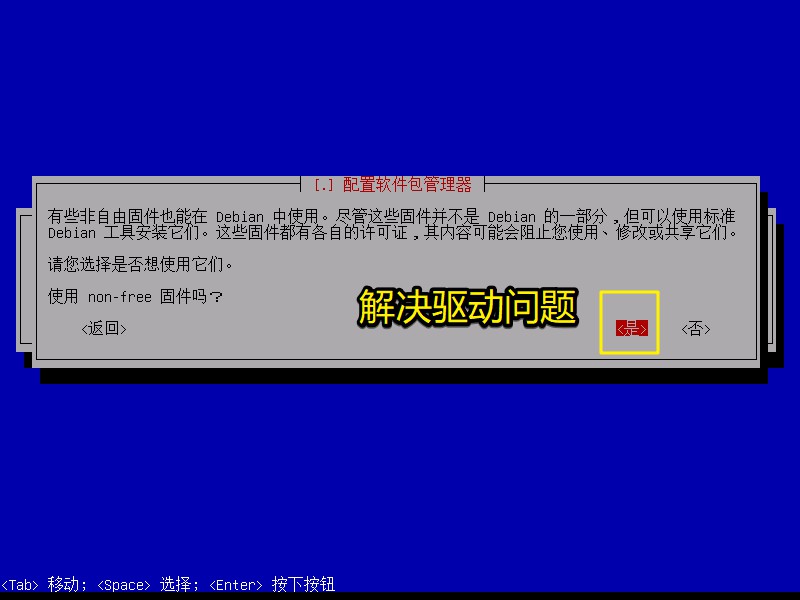 [.] 配置软件包管理器
有些非自由固件也能在 Debian 中使用。尽管这些固件并不是 Debian 的一部分,但可以使用标准
Debian 工具安装它们。这些固件都有各自的许可证,其内容可能会阻止您使用、修改或共享它们。
请您选择是否想使用它们。
使用 non-free 固件吗?
解决驱动问题
<返回> <是> <否>
<Tab> 移动; <Space> 选择; <Enter> 按下按钮